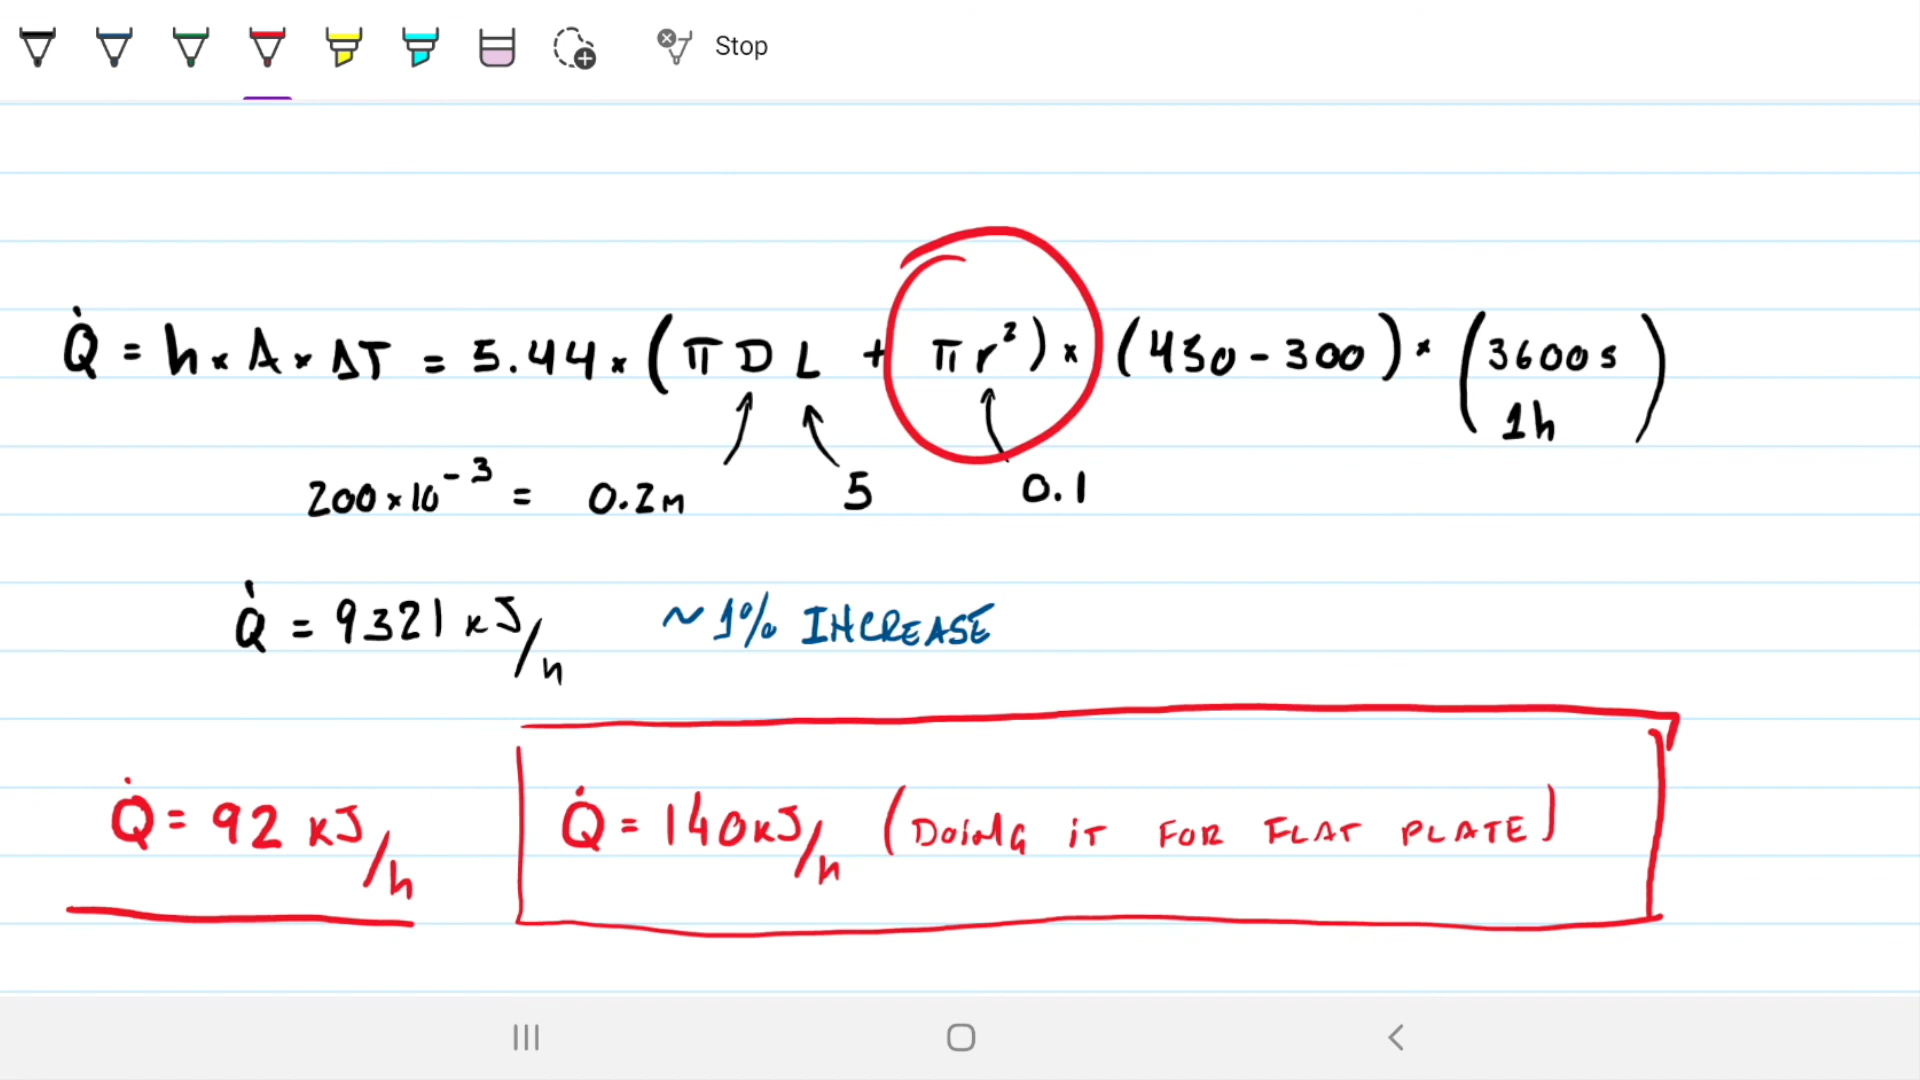 Stop
Q̇ = h × A × ΔT = 5.44 × (π D L + π r²) × (450 - 300) × (3600 s
1h)
200 × 10⁻³ = 0.2m 5 0.1
Q̇ = 9321 kJ/h ~ 1% INCREASE
Q̇ = 92 kJ/h Q̇ = 140 kJ/h (DOING IT FOR FLAT PLATE)